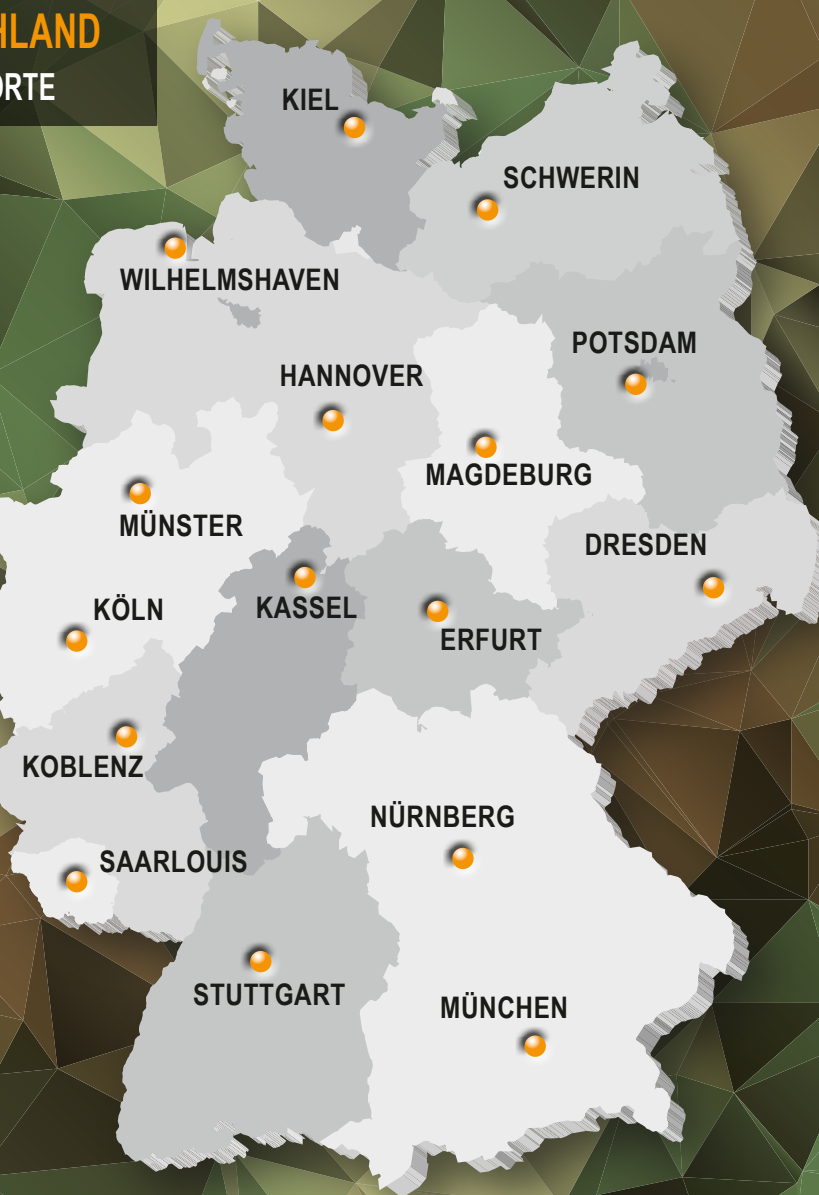 HLAND
ORTE
KIEL
SCHWERIN
WILHELMSHAVEN
POTSDAM
HANNOVER
MAGDEBURG
MÜNSTER
DRESDEN
KÖLN
KASSEL
ERFURT
KOBLENZ
NÜRNBERG
SAARLOUIS
STUTTGART
MÜNCHEN